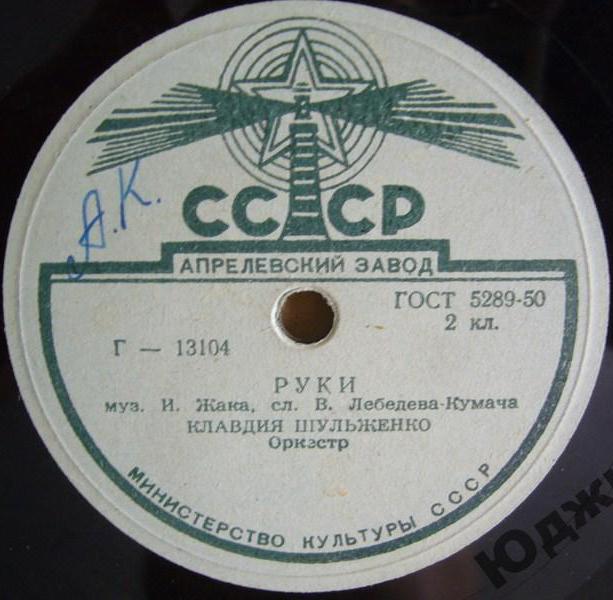 СССР
А.К.
АПРЕЛЕВСКИЙ ЗАВОД
ГОСТ 5289-50
2 кл.
Г — 13104
РУКИ
муз. И. Жака, сл. В. Лебедева-Кумача
КЛАВДИЯ ШУЛЬЖЕНКО
Оркестр
МИНИСТЕРСТВО КУЛЬТУРЫ СССР